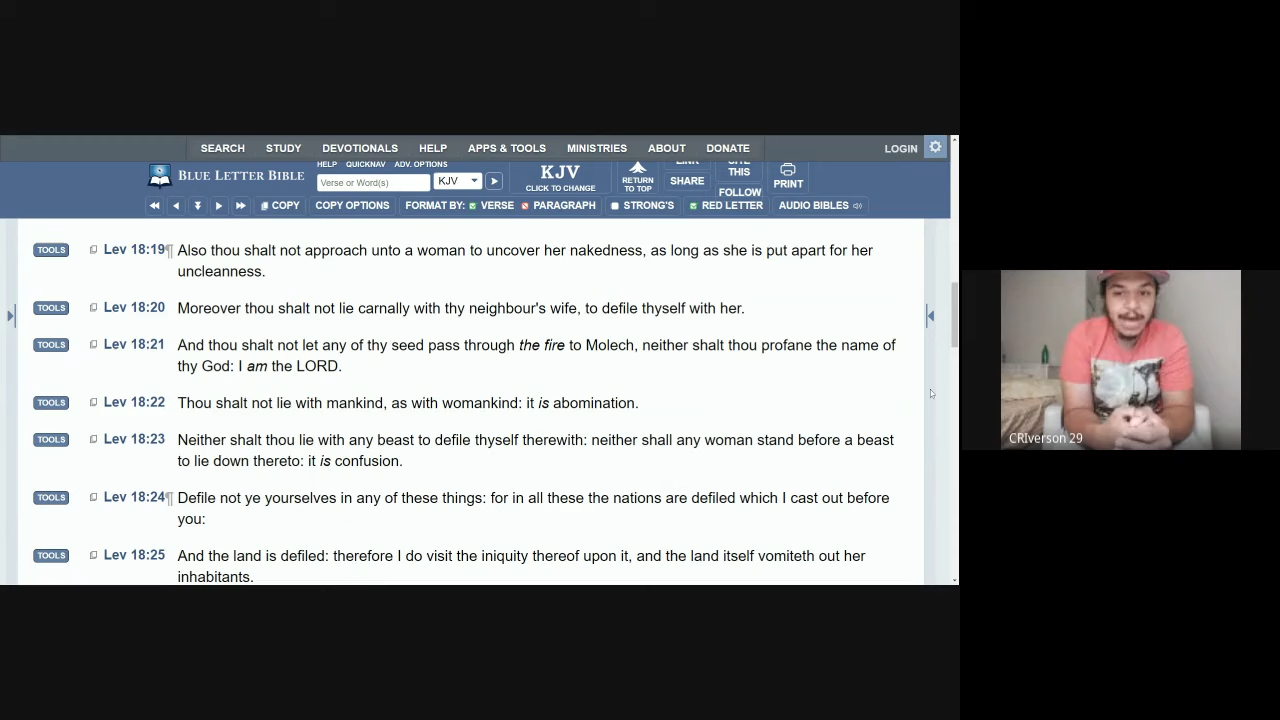 SEARCH STUDY DEVOTIONALS HELP APPS & TOOLS MINISTRIES ABOUT DONATE LOGIN
HELP QUICKNAV ADV. OPTIONS
BLUE LETTER BIBLE Verse or Word(s) KJV
KJV
CLICK TO CHANGE
RETURN
TO TOP
LINK
SHARE
CITE
THIS
FOLLOW
PRINT
COPY COPY OPTIONS FORMAT BY: VERSE PARAGRAPH STRONG'S RED LETTER AUDIO BIBLES
TOOLS Lev 18:19 ¶ Also thou shalt not approach unto a woman to uncover her nakedness, as long as she is put apart for her
uncleanness.
TOOLS Lev 18:20 Moreover thou shalt not lie carnally with thy neighbour's wife, to defile thyself with her.
TOOLS Lev 18:21 And thou shalt not let any of thy seed pass through the fire to Molech, neither shalt thou profane the name of
thy God: I am the LORD.
TOOLS Lev 18:22 Thou shalt not lie with mankind, as with womankind: it is abomination.
TOOLS Lev 18:23 Neither shalt thou lie with any beast to defile thyself therewith: neither shall any woman stand before a beast
to lie down thereto: it is confusion.
TOOLS Lev 18:24 ¶ Defile not ye yourselves in any of these things: for in all these the nations are defiled which I cast out before
you:
TOOLS Lev 18:25 And the land is defiled: therefore I do visit the iniquity thereof upon it, and the land itself vomiteth out her
inhabitants.
CRIverson 29